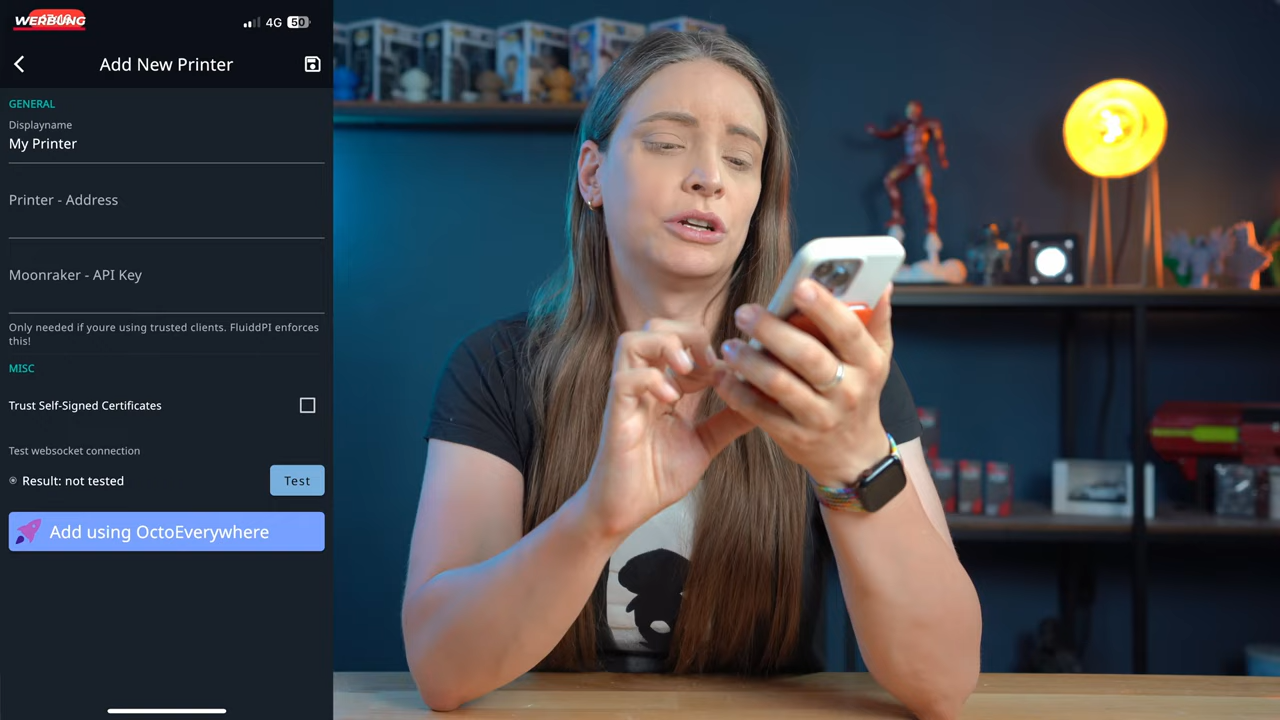 WERBUNG
4G 50
Add New Printer
GENERAL
Displayname
My Printer
Printer - Address
Moonraker - API Key
Only needed if youre using trusted clients. FluiddPI enforces
this!
MISC
Trust Self-Signed Certificates
Test websocket connection
Result: not tested
Test
Add using OctoEverywhere